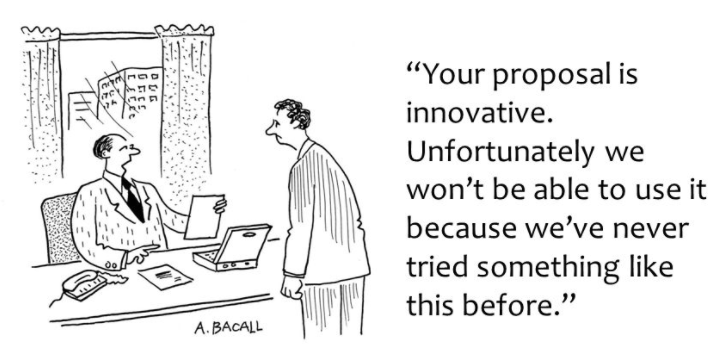 “Your proposal is
innovative.
Unfortunately we
won’t be able to use it
because we’ve never
tried something like
this before.”
A. BACALL